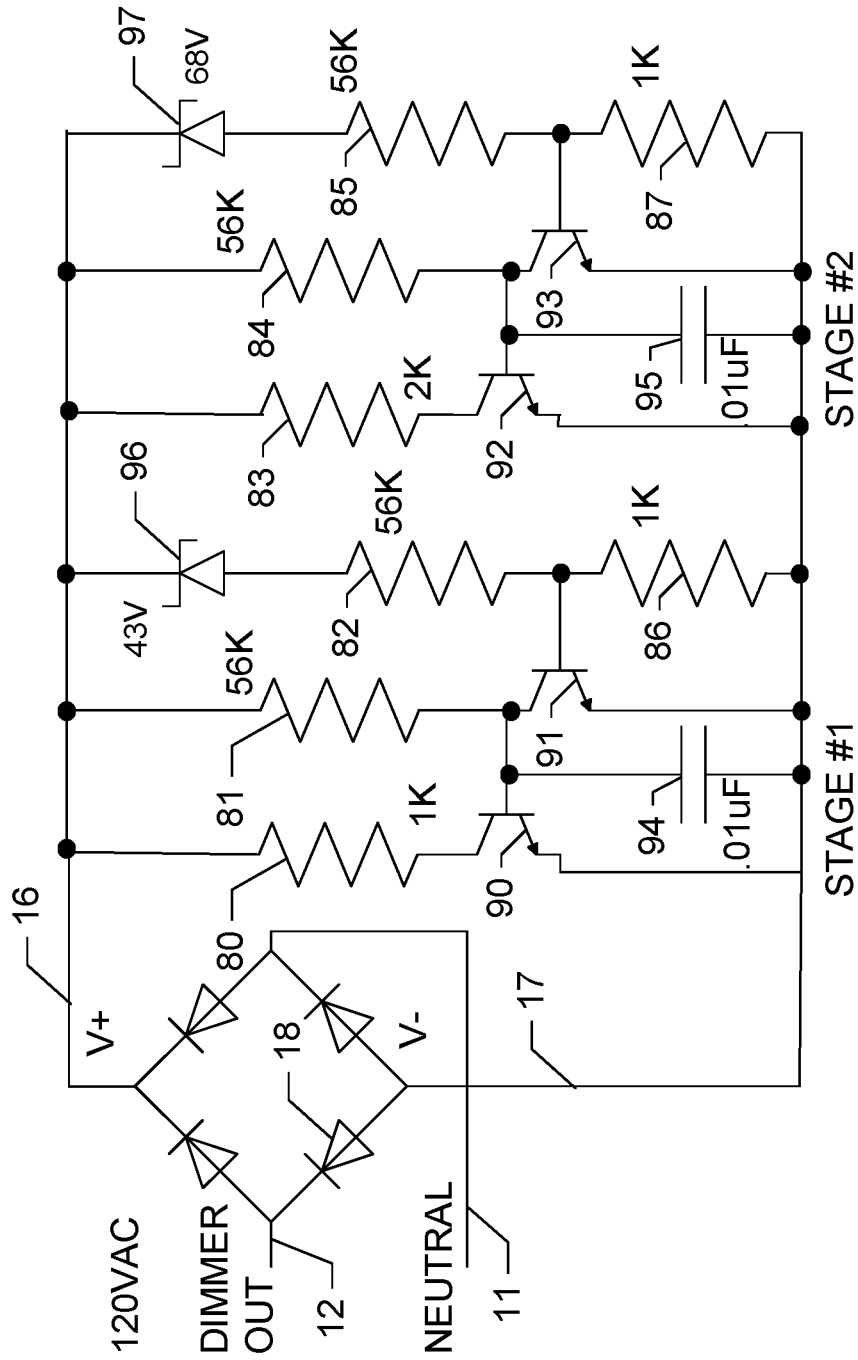 120VAC
DIMMER
OUT
12
NEUTRAL
11
16
V+
V-
18
17
80
1K
81
56K
90
91
94
.01uF
43V
96
82
56K
86
1K
STAGE #1
83
2K
84
56K
92
93
95
.01uF
68V
97
85
56K
87
1K
STAGE #2